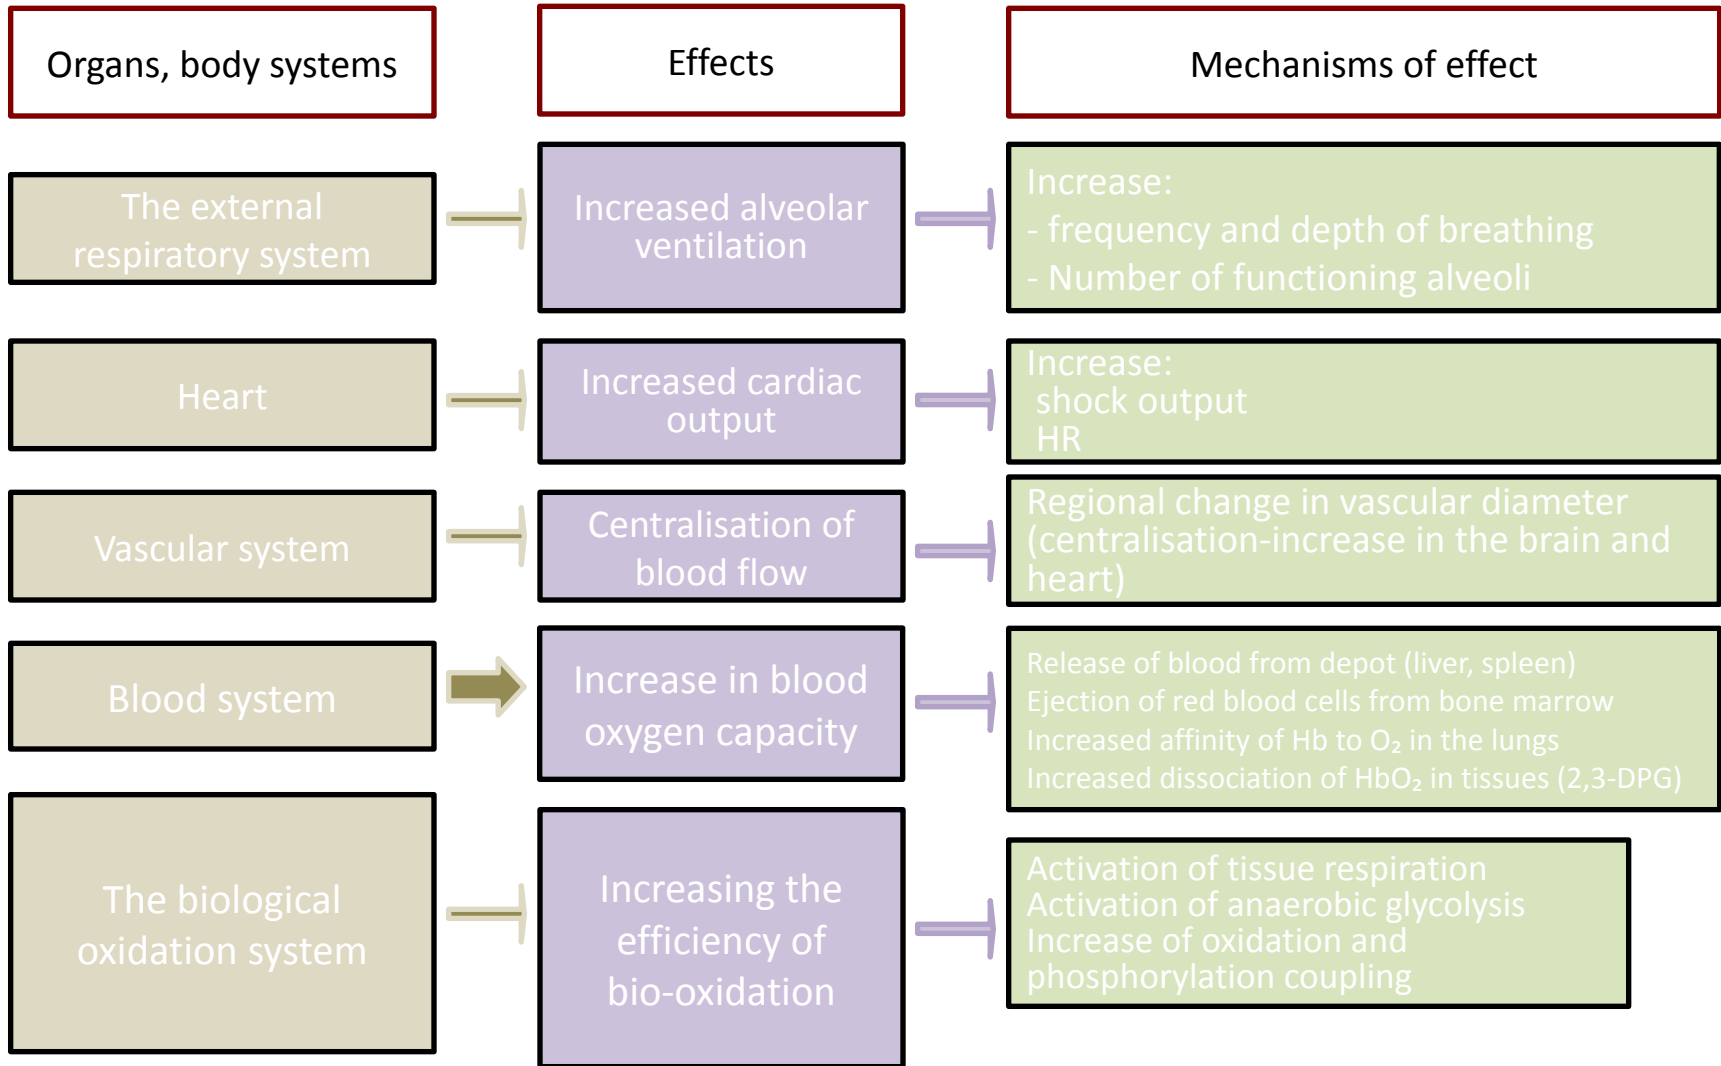 Organs, body systems
Effects
Mechanisms of effect
The external
respiratory system
Increased alveolar
ventilation
Increase:
- frequency and depth of breathing
- Number of functioning alveoli
Heart
Increased cardiac
output
Increase:
shock output
HR
Vascular system
Centralisation of
blood flow
Regional change in vascular diameter
(centralisation-increase in the brain and
heart)
Blood system
Increase in blood
oxygen capacity
Release of blood from depot (liver, spleen)
Ejection of red blood cells from bone marrow
Increased affinity of Hb to O₂ in the lungs
Increased dissociation of HbO₂ in tissues (2,3-DPG)
The biological
oxidation system
Increasing the
efficiency of
bio-oxidation
Activation of tissue respiration
Activation of anaerobic glycolysis
Increase of oxidation and
phosphorylation coupling